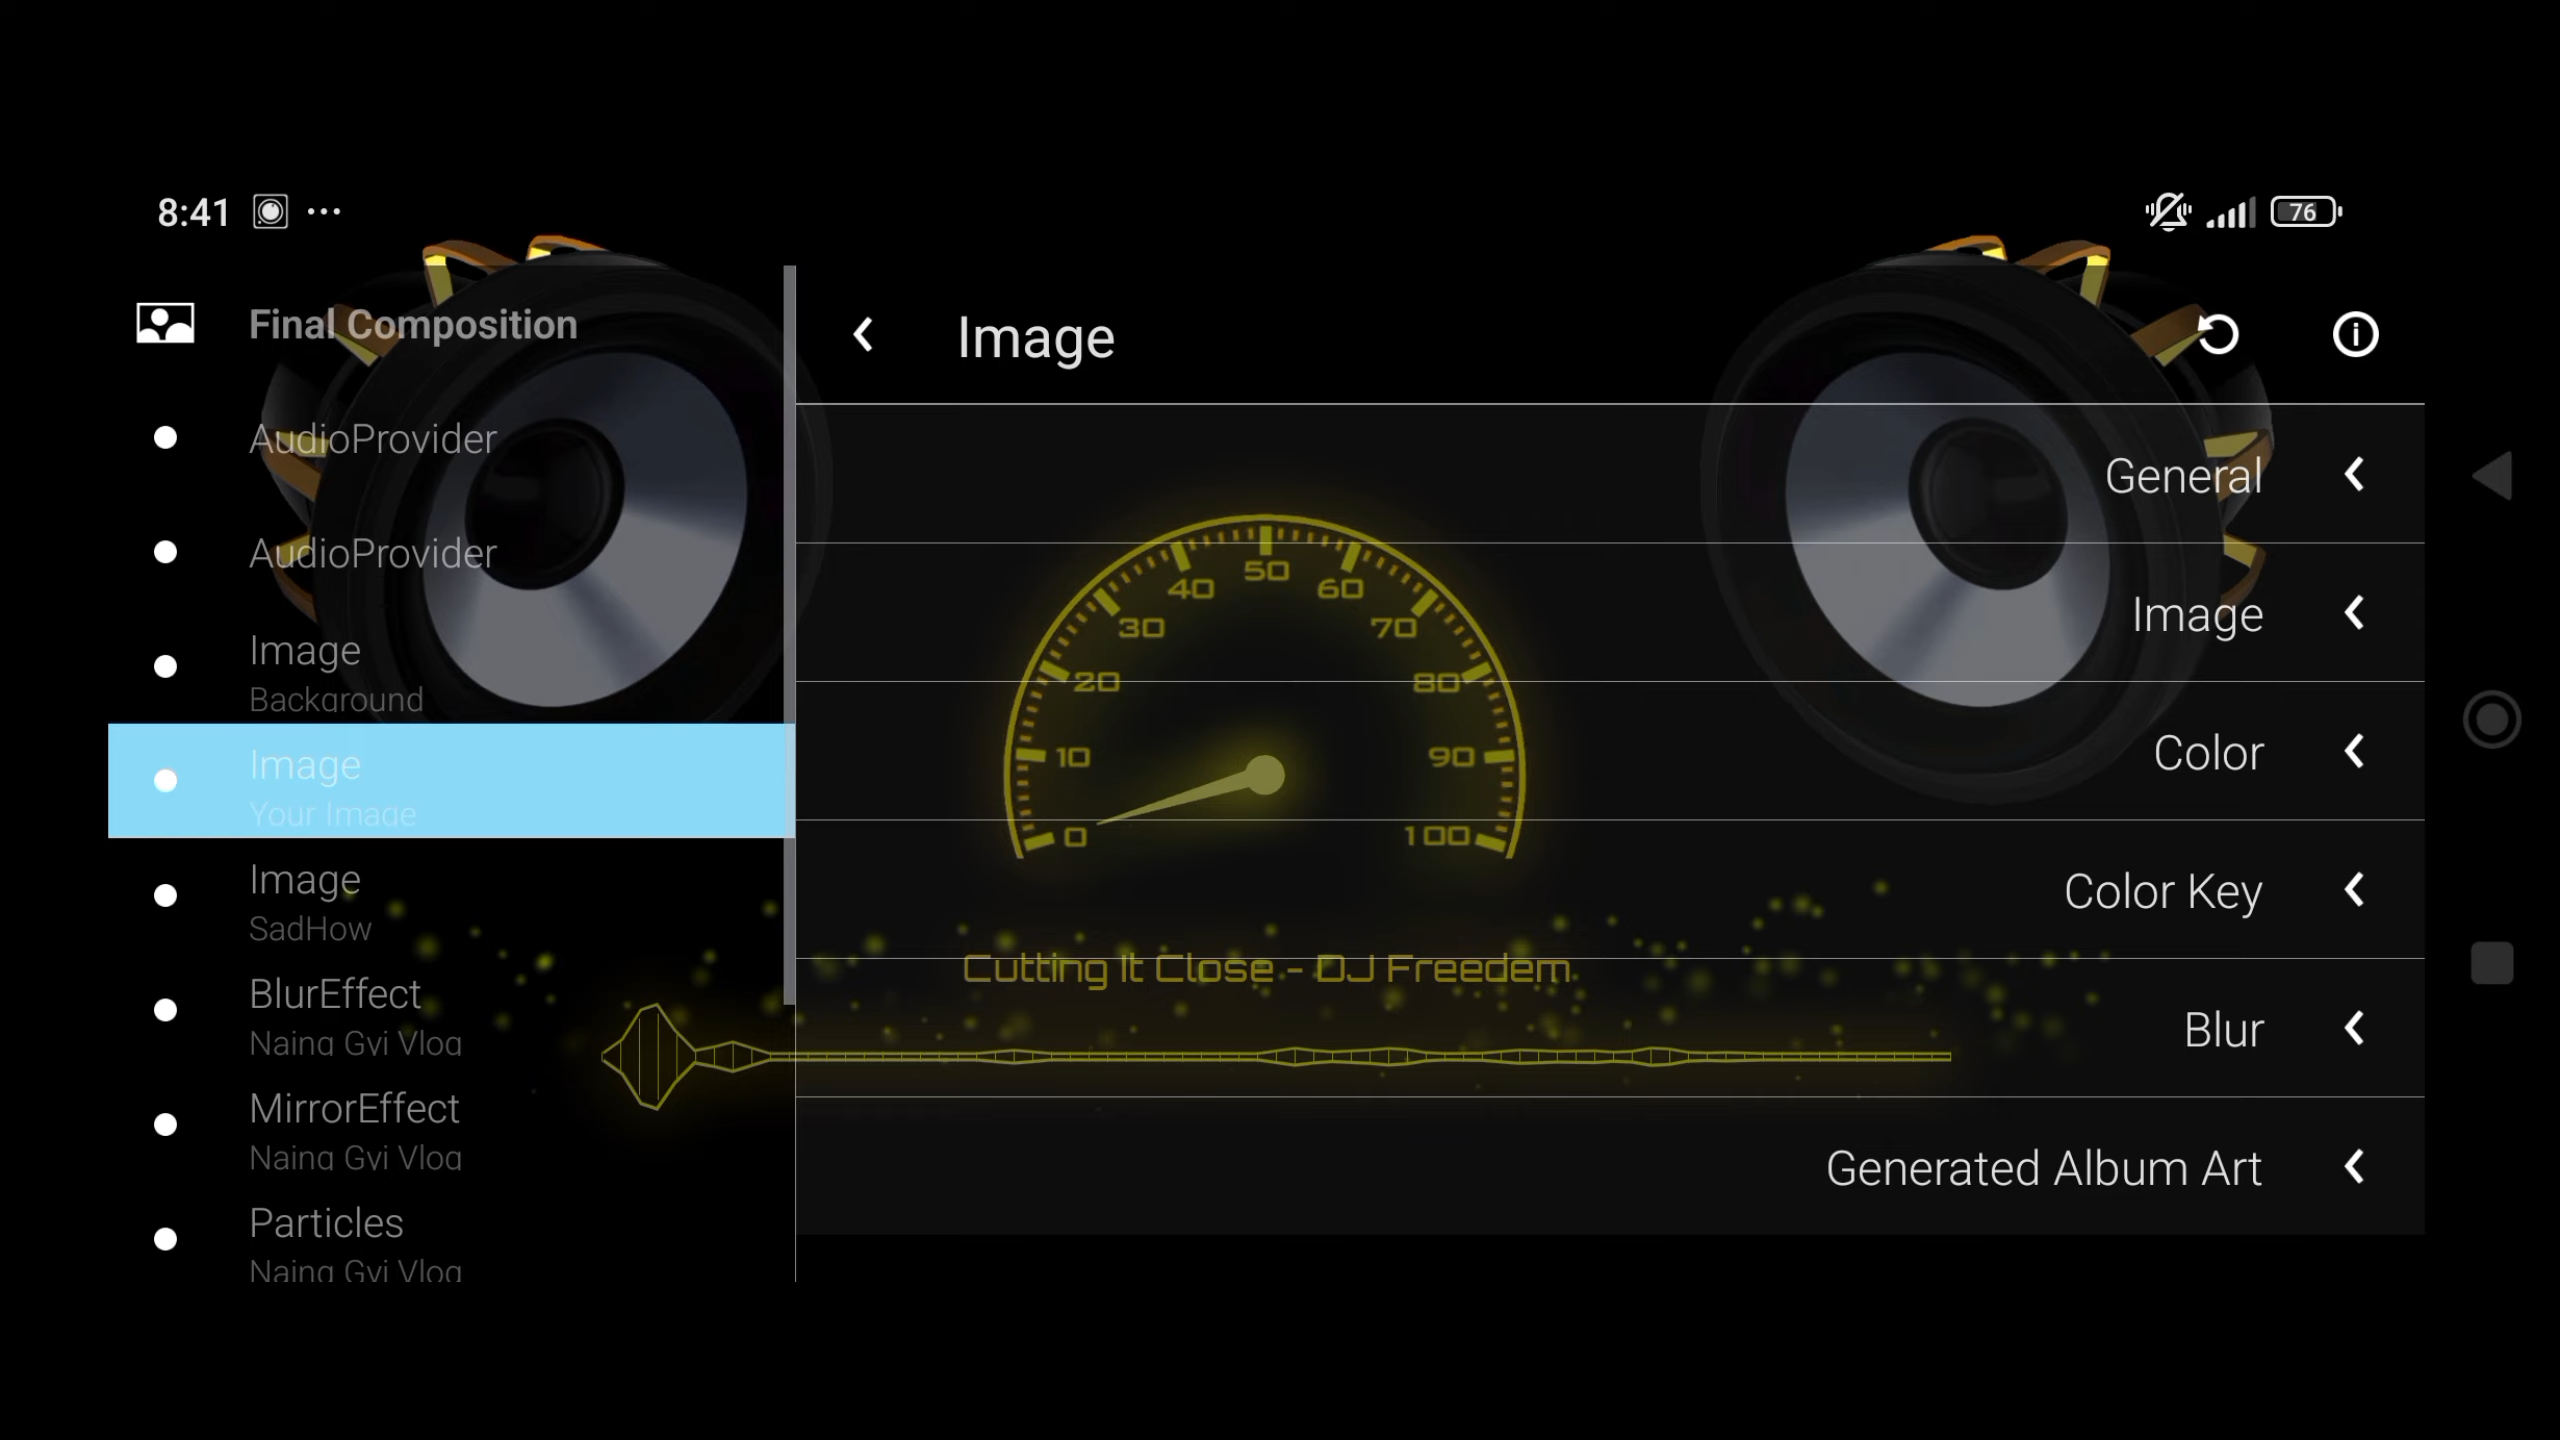 8:41
76
Final Composition
AudioProvider
AudioProvider
Image
Background
Image
Your Image
Image
SadHow
BlurEffect
Naing Gyi Vlog
MirrorEffect
Naing Gyi Vlog
Particles
Naing Gyi Vlog
Image
General
Image
Color
Color Key
Blur
Generated Album Art
0
10
20
30
40
50
60
70
80
90
100
Cutting It Close - DJ Freedem